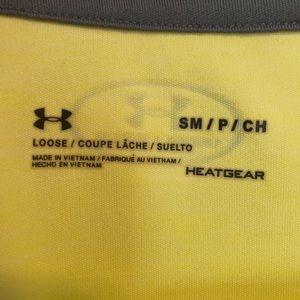 SM / P / CH
LOOSE / COUPE LÂCHE / SUELTO
MADE IN VIETNAM / FABRIQUÉ AU VIETNAM /
HECHO EN VIETNAM
HEATGEAR